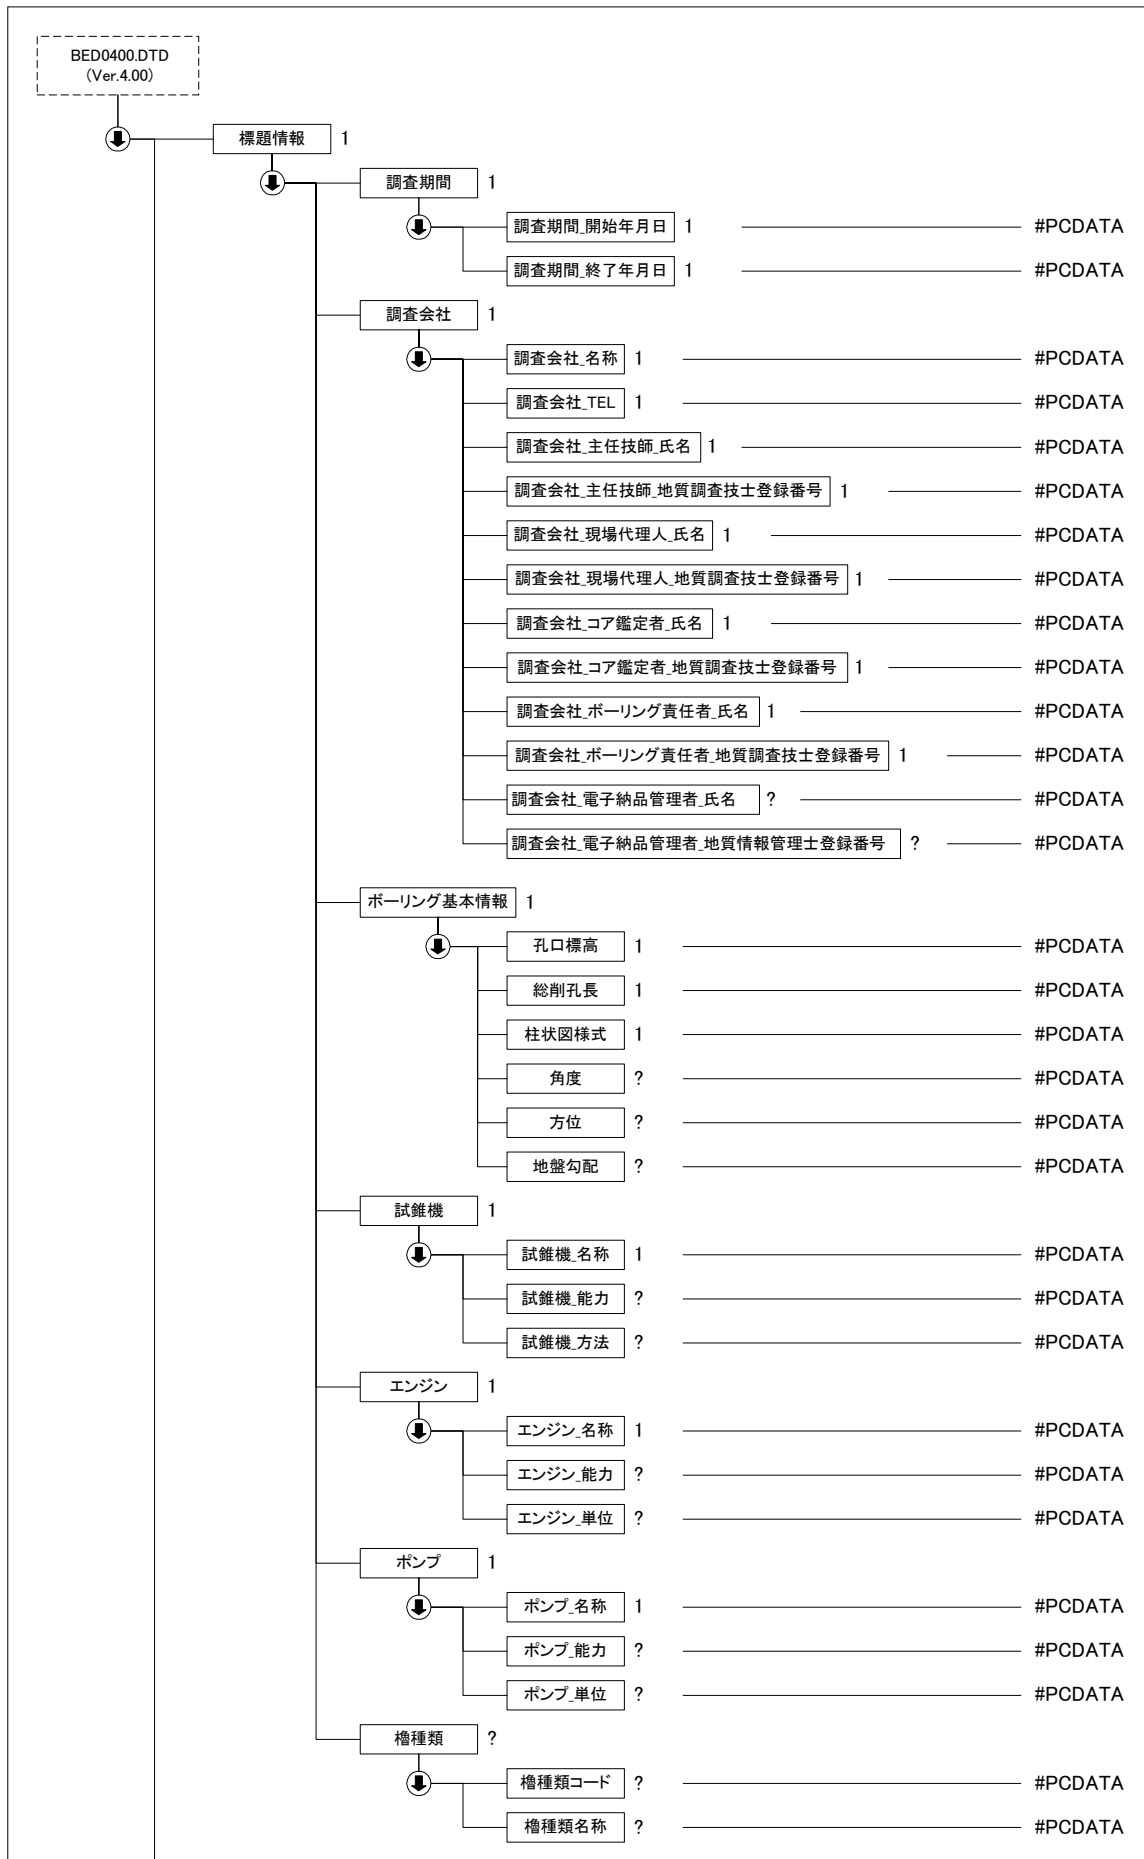 BED0400.DTD
(Ver.4.00)
標題情報 1
調査期間 1
調査期間_開始年月日 1 #PCDATA
調査期間_終了年月日 1 #PCDATA
調査会社 1
調査会社_名称 1 #PCDATA
調査会社_TEL 1 #PCDATA
調査会社_主任技師_氏名 1 #PCDATA
調査会社_主任技師_地質調査技士登録番号 1 #PCDATA
調査会社_現場代理人_氏名 1 #PCDATA
調査会社_現場代理人_地質調査技士登録番号 1 #PCDATA
調査会社_コア鑑定者_氏名 1 #PCDATA
調査会社_コア鑑定者_地質調査技士登録番号 1 #PCDATA
調査会社_ボーリング責任者_氏名 1 #PCDATA
調査会社_ボーリング責任者_地質調査技士登録番号 1 #PCDATA
調査会社_電子納品管理者_氏名 ? #PCDATA
調査会社_電子納品管理者_地質情報管理士登録番号 ? #PCDATA
ボーリング基本情報 1
孔口標高 1 #PCDATA
総削孔長 1 #PCDATA
柱状図様式 1 #PCDATA
角度 ? #PCDATA
方位 ? #PCDATA
地盤勾配 ? #PCDATA
試錐機 1
試錐機_名称 1 #PCDATA
試錐機_能力 ? #PCDATA
試錐機_方法 ? #PCDATA
エンジン 1
エンジン_名称 1 #PCDATA
エンジン_能力 ? #PCDATA
エンジン_単位 ? #PCDATA
ポンプ 1
ポンプ_名称 1 #PCDATA
ポンプ_能力 ? #PCDATA
ポンプ_単位 ? #PCDATA
櫓種類 ?
櫓種類コード ? #PCDATA
櫓種類名称 ? #PCDATA